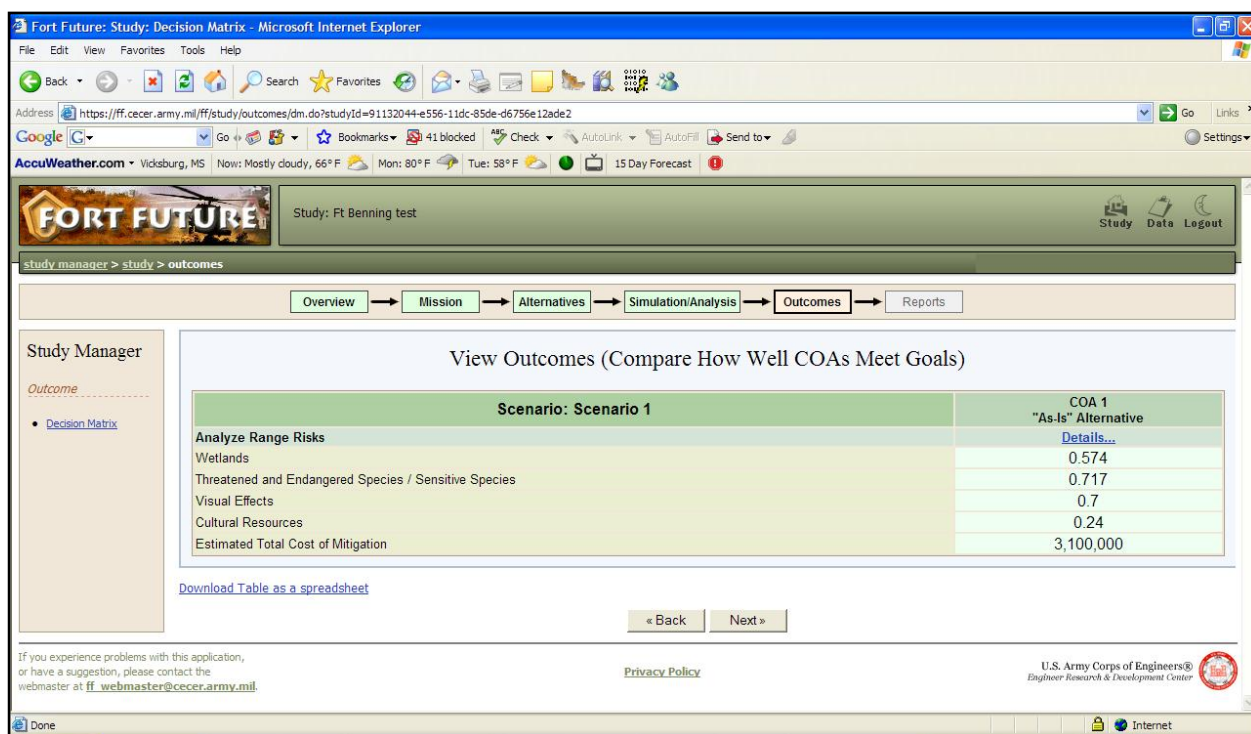 Fort Future: Study: Decision Matrix - Microsoft Internet Explorer
File Edit View Favorites Tools Help
Back Search Favorites
Address https://ff.cecer.army.mil/ff/study/outcomes/dm.do?studyId=91132044-e556-11dc-85de-d6756e12ade2 Go Links
Google G Go Bookmarks 41 blocked Check AutoLink AutoFill Send to Settings
AccuWeather.com Vicksburg, MS Now: Mostly cloudy, 66° F Mon: 80° F Tue: 58° F 15 Day Forecast
FORT FUTURE Study: Ft Benning test Study Data Logout
study manager > study > outcomes
Overview Mission Alternatives Simulation/Analysis Outcomes Reports
Study Manager
Outcome
Decision Matrix
View Outcomes (Compare How Well COAs Meet Goals)
Scenario: Scenario 1 COA 1
"As-Is" Alternative
Analyze Range Risks Details...
Wetlands 0.574
Threatened and Endangered Species / Sensitive Species 0.717
Visual Effects 0.7
Cultural Resources 0.24
Estimated Total Cost of Mitigation 3,100,000
Download Table as a spreadsheet
« Back Next »
If you experience problems with this application,
or have a suggestion, please contact the
webmaster at ff_webmaster@cecer.army.mil.
Privacy Policy
U.S. Army Corps of Engineers®
Engineer Research & Development Center
Done Internet